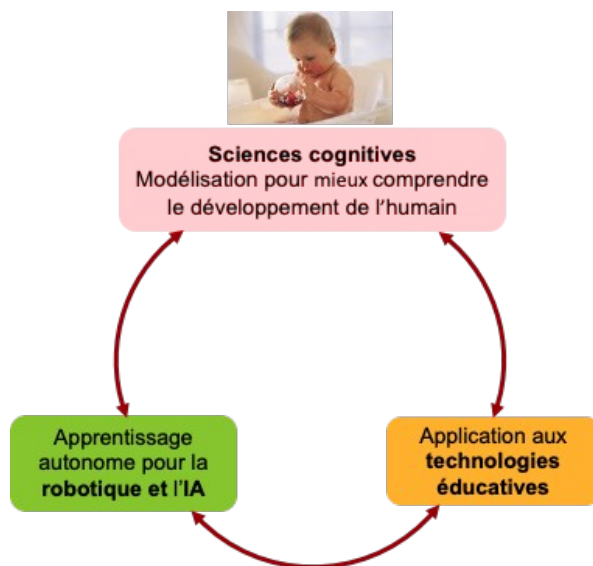 Sciences cognitives
Modélisation pour mieux comprendre
le développement de l'humain
Apprentissage
autonome pour la
robotique et l'IA
Application aux
technologies
éducatives